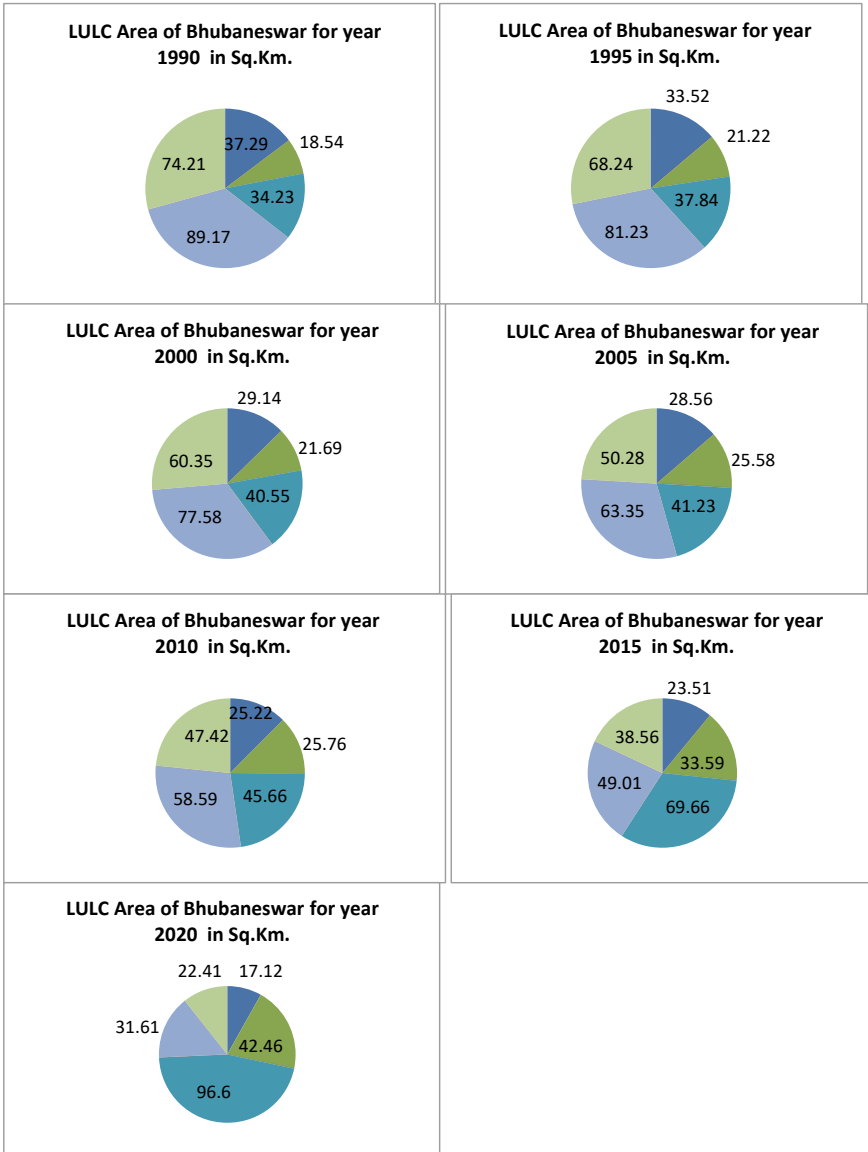 LULC Area of Bhubaneswar for year
1990 in Sq.Km.
37.29
18.54
34.23
89.17
74.21
LULC Area of Bhubaneswar for year
1995 in Sq.Km.
33.52
21.22
37.84
81.23
68.24
LULC Area of Bhubaneswar for year
2000 in Sq.Km.
29.14
21.69
40.55
77.58
60.35
LULC Area of Bhubaneswar for year
2005 in Sq.Km.
28.56
25.58
41.23
63.35
50.28
LULC Area of Bhubaneswar for year
2010 in Sq.Km.
25.22
25.76
45.66
58.59
47.42
LULC Area of Bhubaneswar for year
2015 in Sq.Km.
23.51
33.59
69.66
49.01
38.56
LULC Area of Bhubaneswar for year
2020 in Sq.Km.
17.12
42.46
96.6
31.61
22.41